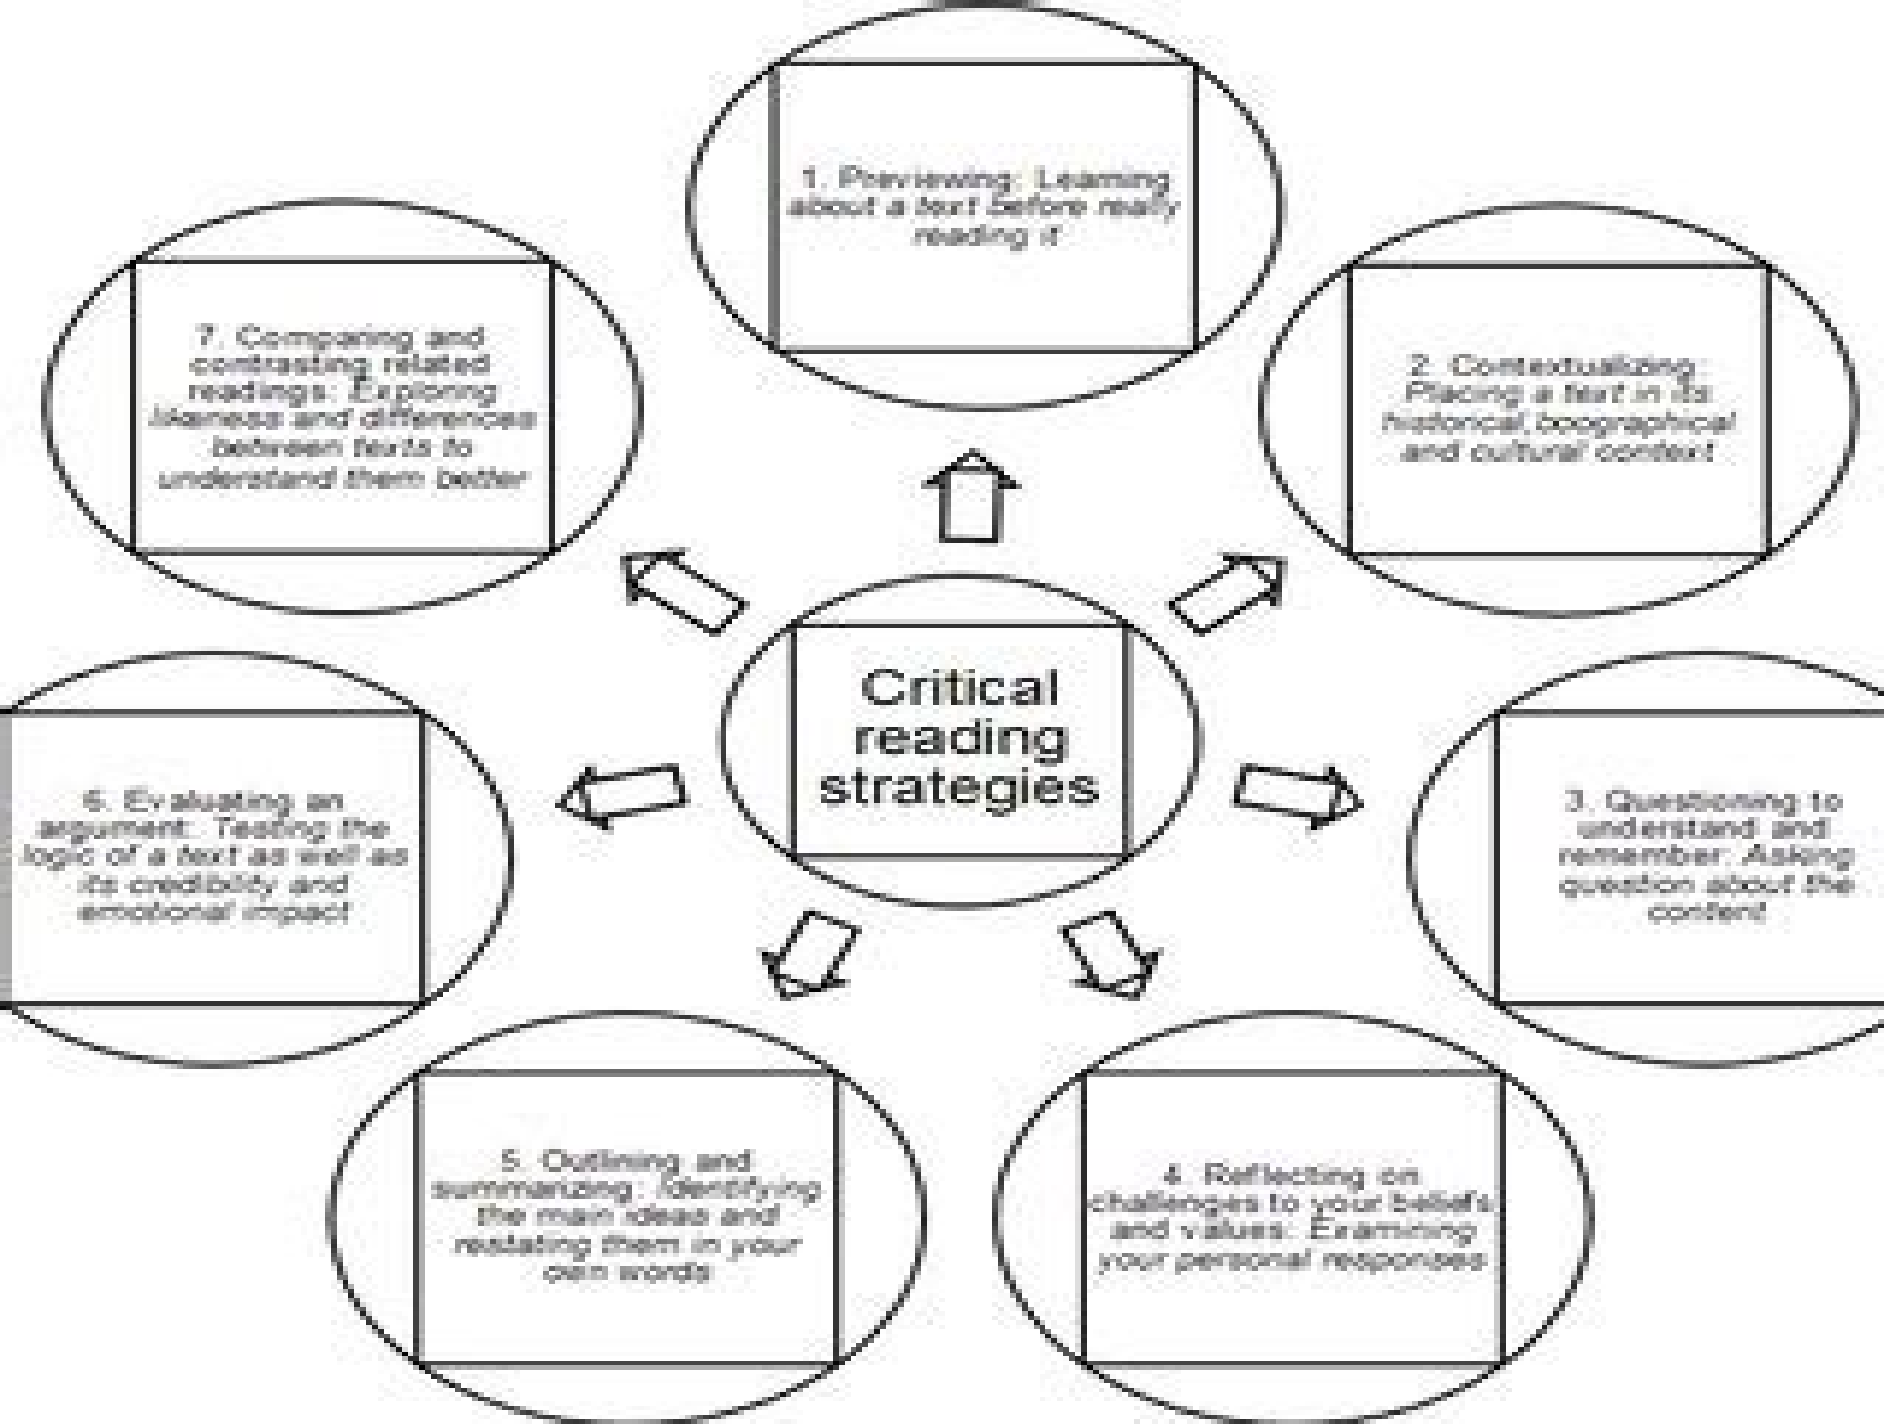 1. Previewing: Learning
about a text before really
reading it
2. Contextualizing:
Placing a text in its
historical, boographical
and cultural context
3. Questioning to
understand and
remember: Asking
question about the
content
4. Reflecting on
challenges to your beliefs
and values: Examining
your personal responses
5. Outlining and
summarizing: Identifying
the main ideas and
restating them in your
own words
6. Evaluating an
argument: Testing the
logic of a text as well as
its credibility and
emotional impact
7. Comparing and
contrasting related
readings: Exploring
likeness and differences
between texts to
understand them better
Critical
reading
strategies